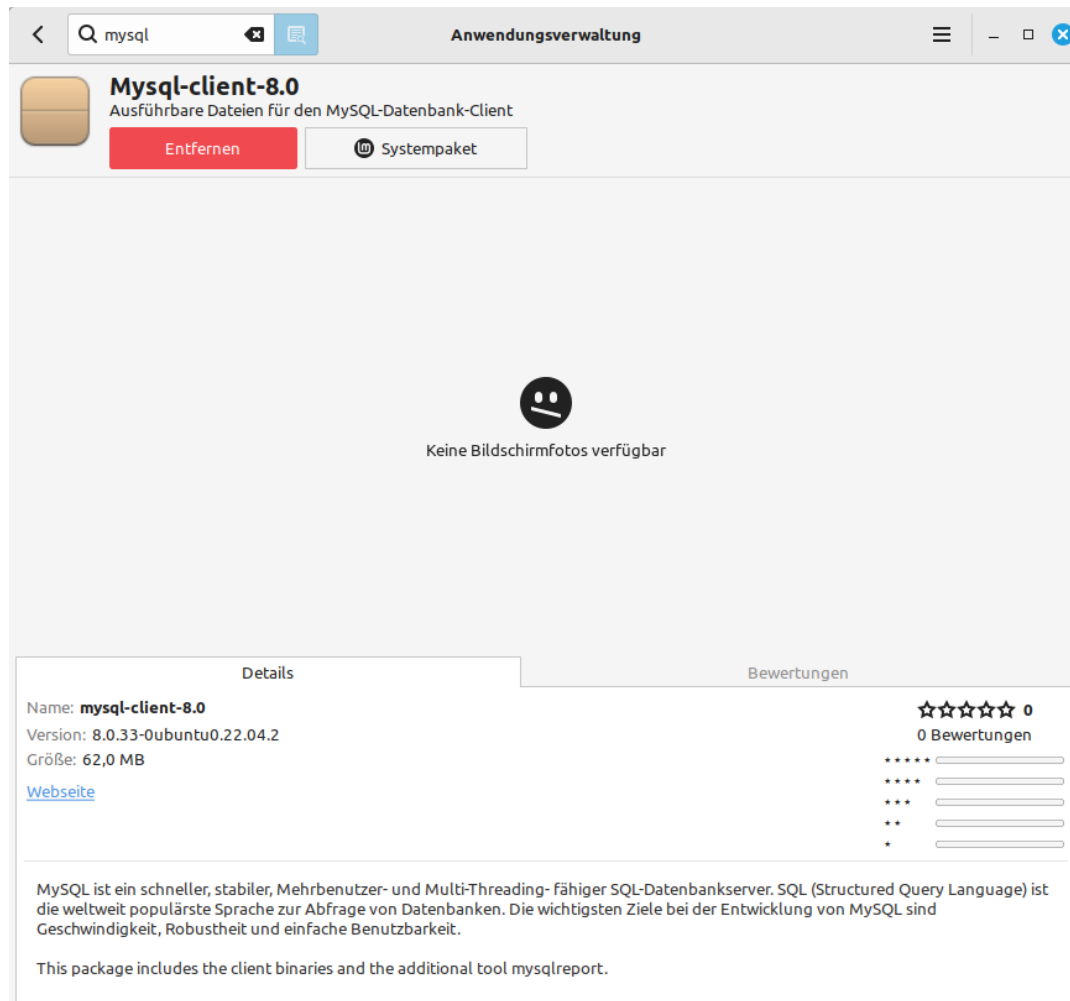 mysql
Anwendungsverwaltung
Mysql-client-8.0
Ausführbare Dateien für den MySQL-Datenbank-Client
Entfernen
Systempaket
Keine Bildschirmfotos verfügbar
Details
Bewertungen
Name: mysql-client-8.0
Version: 8.0.33-0ubuntu0.22.04.2
Größe: 62,0 MB
Webseite
0
0 Bewertungen
MySQL ist ein schneller, stabiler, Mehrbenutzer- und Multi-Threading- fähiger SQL-Datenbankserver. SQL (Structured Query Language) ist
die weltweit populärste Sprache zur Abfrage von Datenbanken. Die wichtigsten Ziele bei der Entwicklung von MySQL sind
Geschwindigkeit, Robustheit und einfache Benutzbarkeit.
This package includes the client binaries and the additional tool mysqlreport.